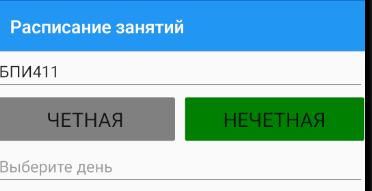 Расписание занятий
БПИ411
ЧЕТНАЯ НЕЧЕТНАЯ
Выберите день